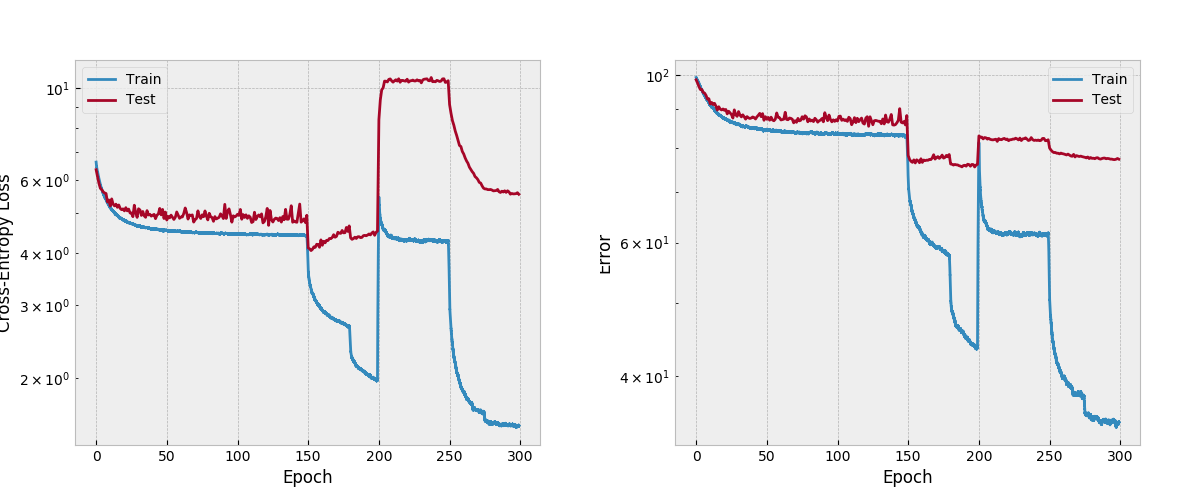 Train
Test
10¹
6 × 10⁰
4 × 10⁰
3 × 10⁰
2 × 10⁰
Cross-Entropy Loss
0 50 100 150 200 250 300
Epoch
Train
Test
10²
6 × 10¹
4 × 10¹
Error
0 50 100 150 200 250 300
Epoch